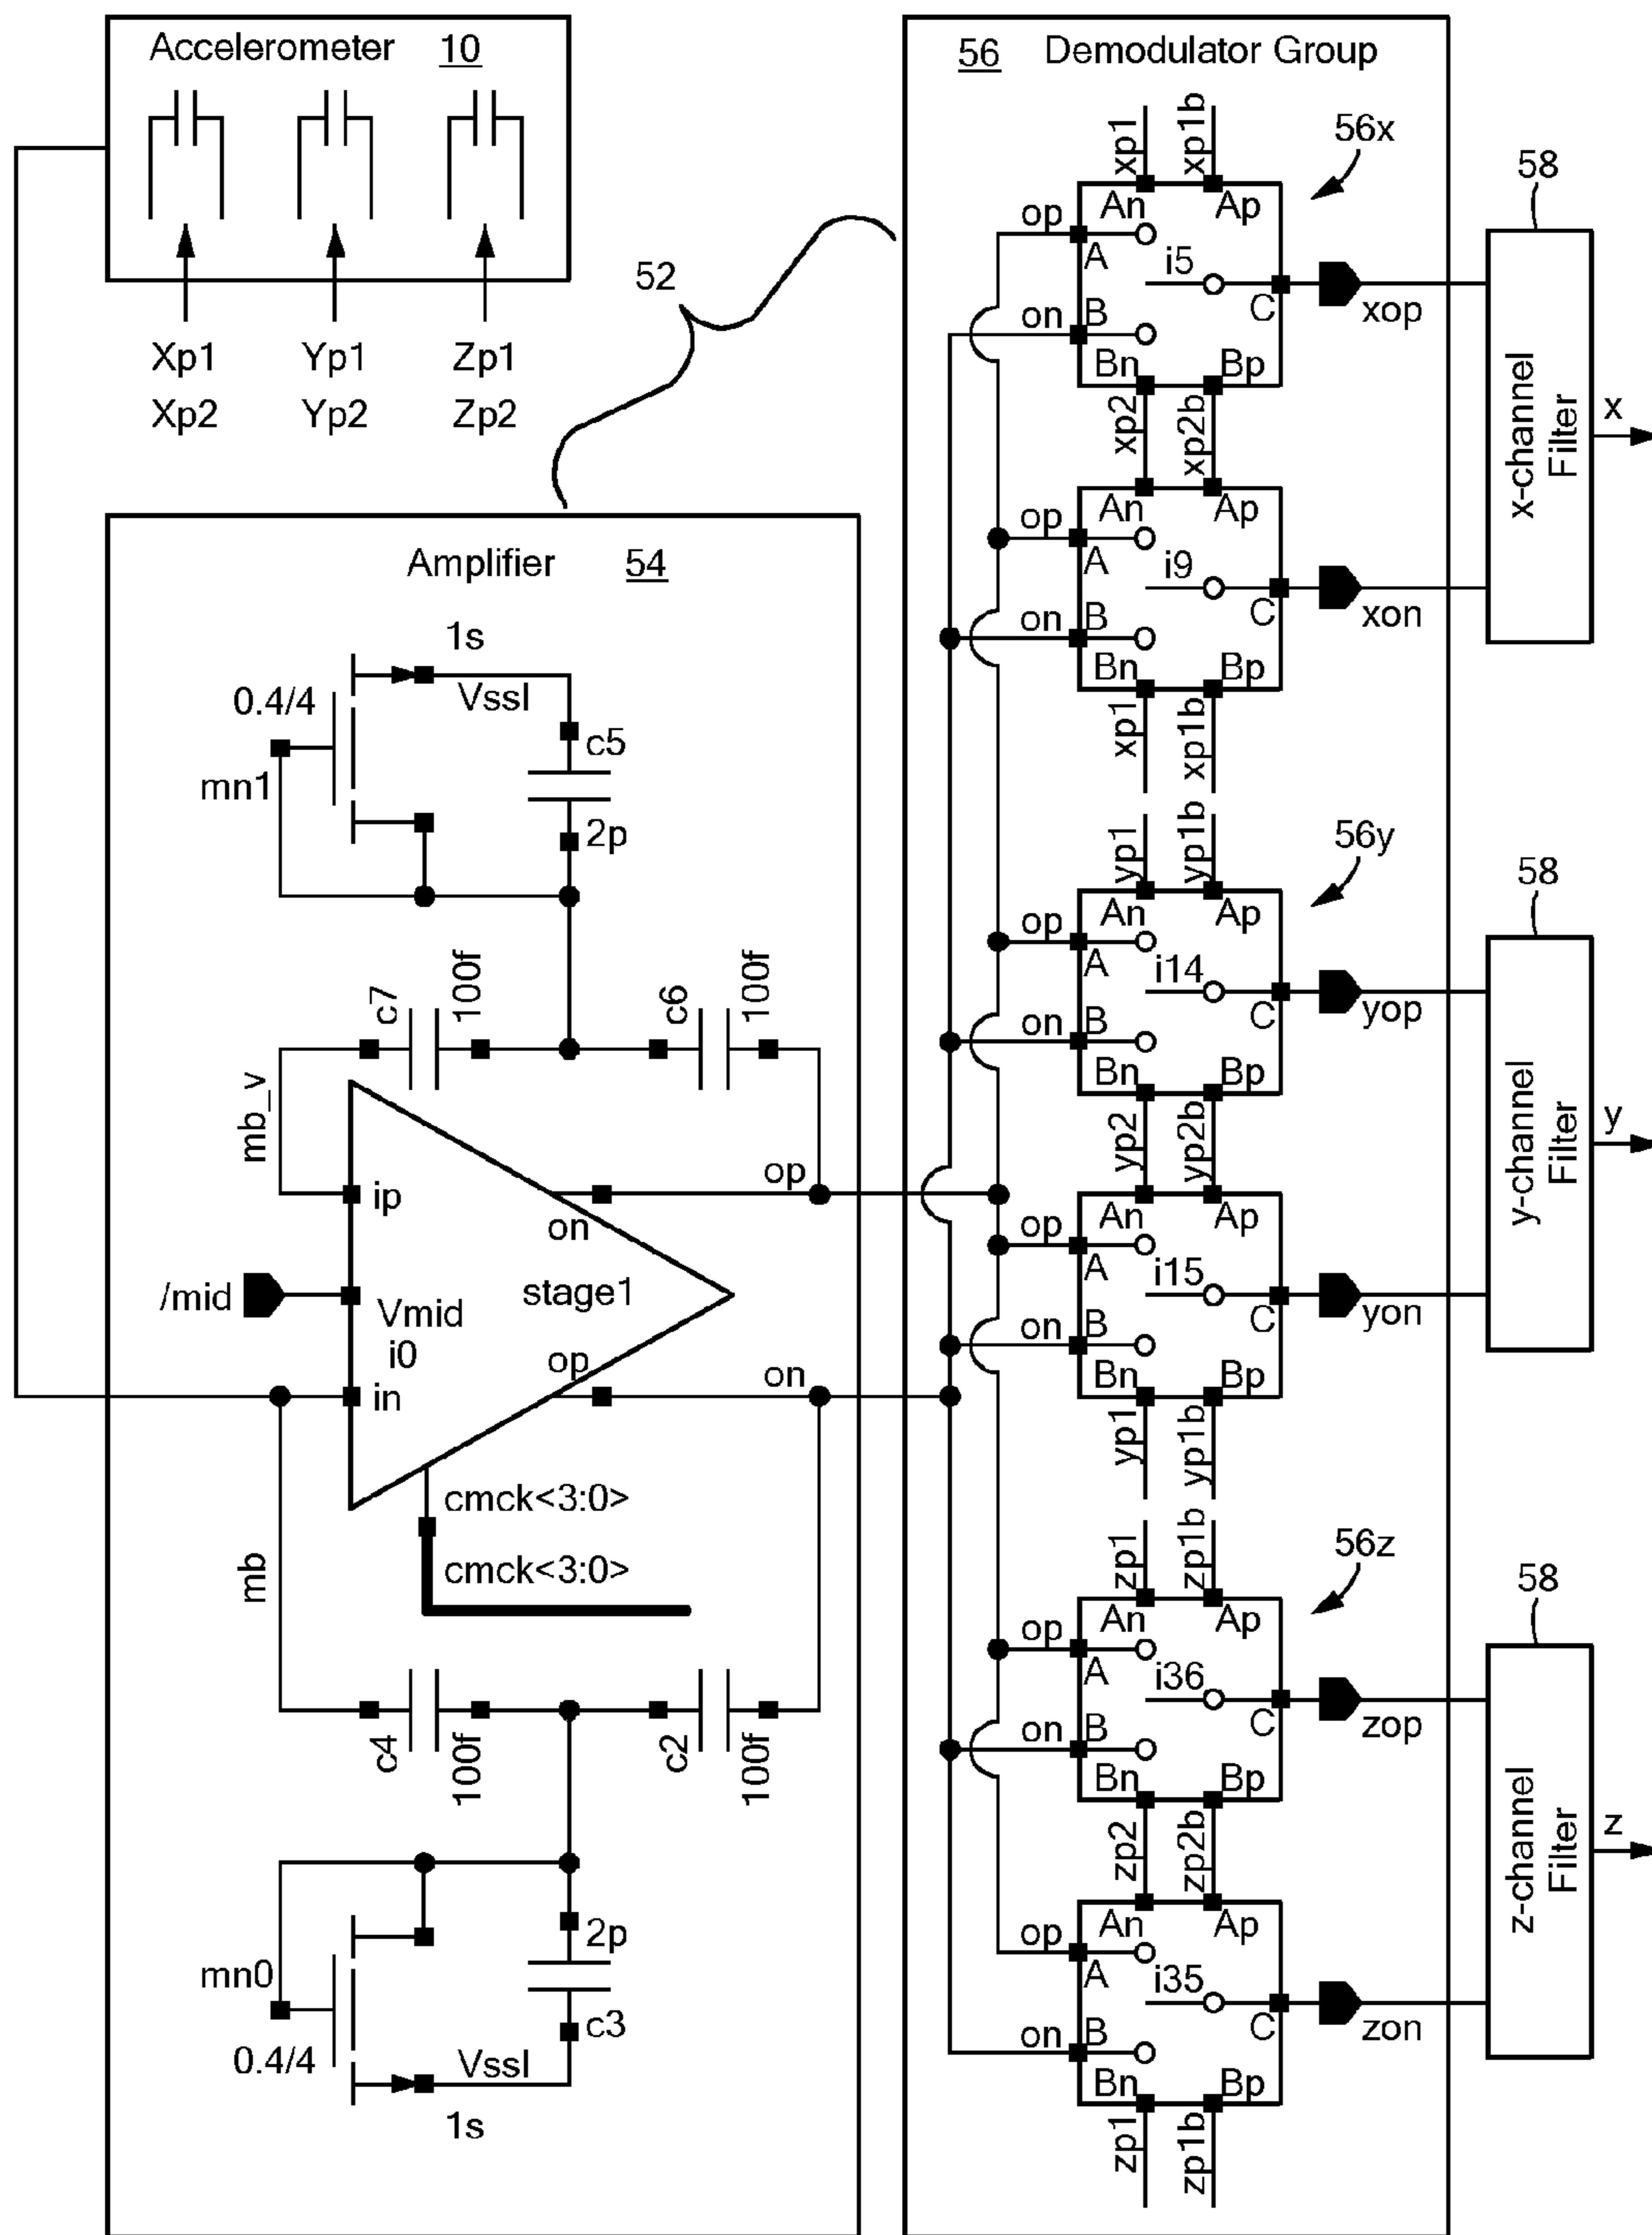 Accelerometer 10
Xp1 Yp1 Zp1
Xp2 Yp2 Zp2
52
Amplifier 54
1s
0.4/4
Vssl
mn1
c5
2p
c7
100f
c6
100f
mb_v
ip
on
op
/mid
Vmid
i0
stage1
in
op
on
cmck<3:0>
cmck<3:0>
mb
c4
100f
c2
100f
mn0
2p
c3
0.4/4
Vssl
1s
56 Demodulator Group
xp1 xp1b
56x
An Ap
op
A
i5
on
B
C
xop
Bn Bp
xp2 xp2b
An Ap
op
A
i9
on
B
C
xon
Bn Bp
xp1 xp1b
58
x-channel
Filter
x
yp1 yp1b
56y
An Ap
op
A
i14
on
B
C
yop
Bn Bp
yp2 yp2b
An Ap
op
A
i15
on
B
C
yon
Bn Bp
yp1 yp1b
58
y-channel
Filter
y
zp1 zp1b
56z
An Ap
op
A
i36
on
B
C
zop
Bn Bp
zp2 zp2b
An Ap
op
A
i35
on
B
C
zon
Bn Bp
zp1 zp1b
58
z-channel
Filter
z